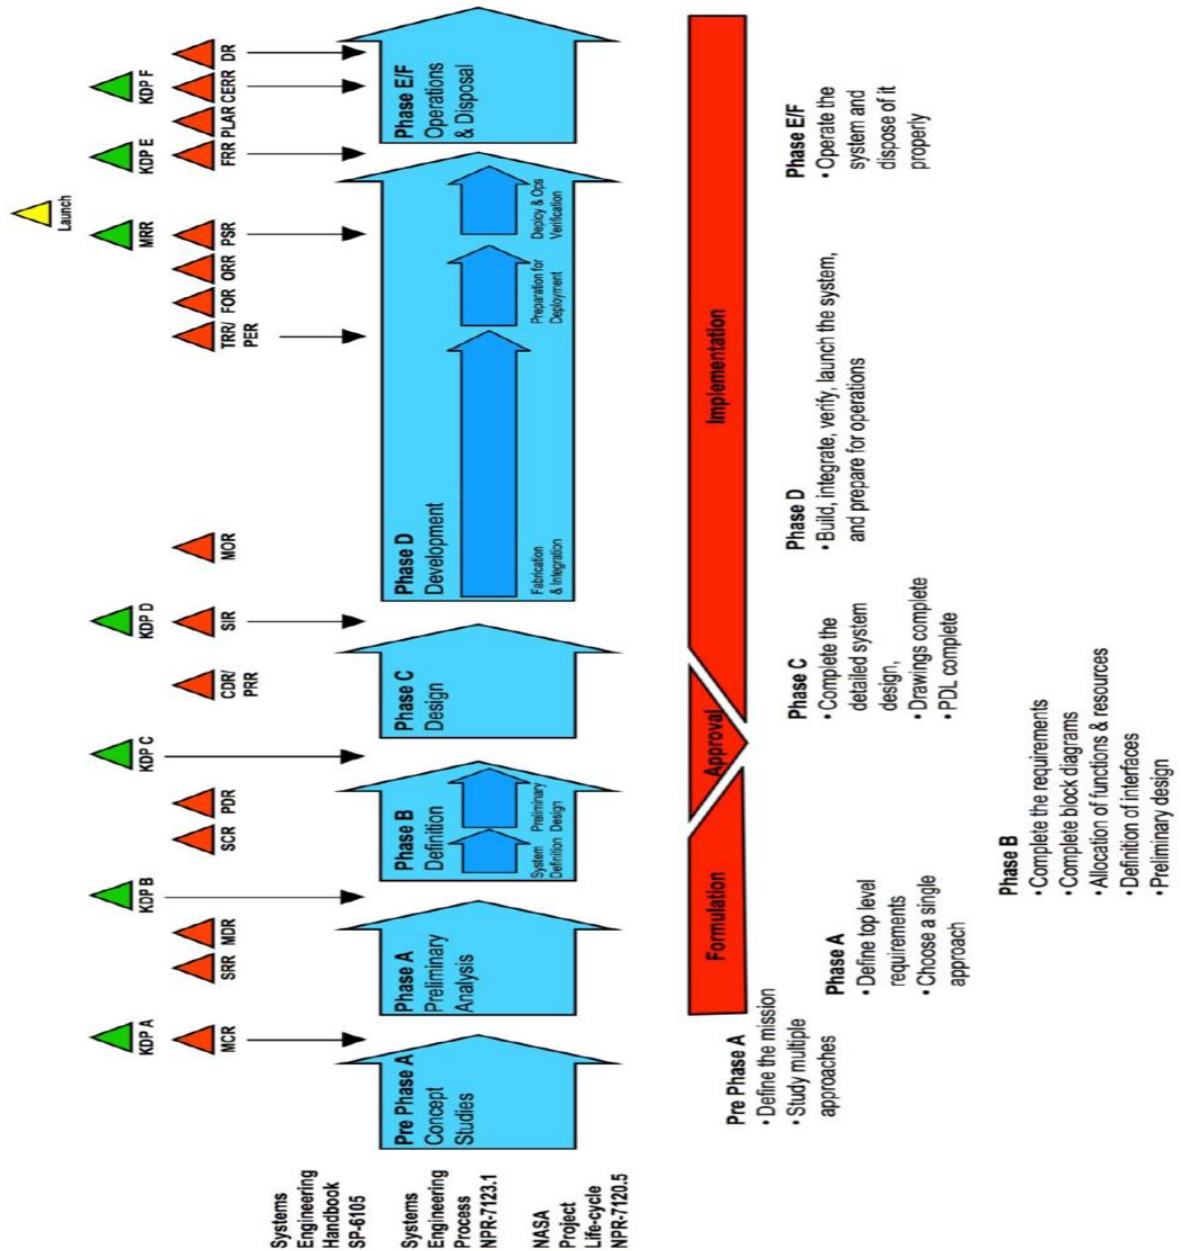 Launch
KDP A
KDP B
KDP C
KDP D
MRR
KDP E
KDP F
MCR
SRR
MDR
SCR
PDR
CDR/
PRR
SIR
MOR
TRR/
PER
FOR
ORR
PSR
FRR
PLAR
CERR
DR
Systems
Engineering
Handbook
SP-6105
Systems
Engineering
Process
NPR-7123.1
NASA
Project
Life-cycle
NPR-7120.5
Pre Phase A
Concept
Studies
Phase A
Preliminary
Analysis
Phase B
Definition
System
Definition
Preliminary
Design
Phase C
Design
Phase D
Development
Fabrication
& Integration
Preparation for
Deployment
Deploy & Ops
Verification
Phase E/F
Operations
& Disposal
Formulation
Approval
Implementation
Pre Phase A
• Define the mission
• Study multiple
approaches
Phase A
• Define top level
requirements
• Choose a single
approach
Phase B
• Complete the requirements
• Complete block diagrams
• Allocation of functions & resources
• Definition of interfaces
• Preliminary design
Phase C
• Complete the
detailed system
design,
• Drawings complete
• PDL complete
Phase D
• Build, integrate, verify, launch the system,
and prepare for operations
Phase E/F
• Operate the
system and
dispose of it
properly